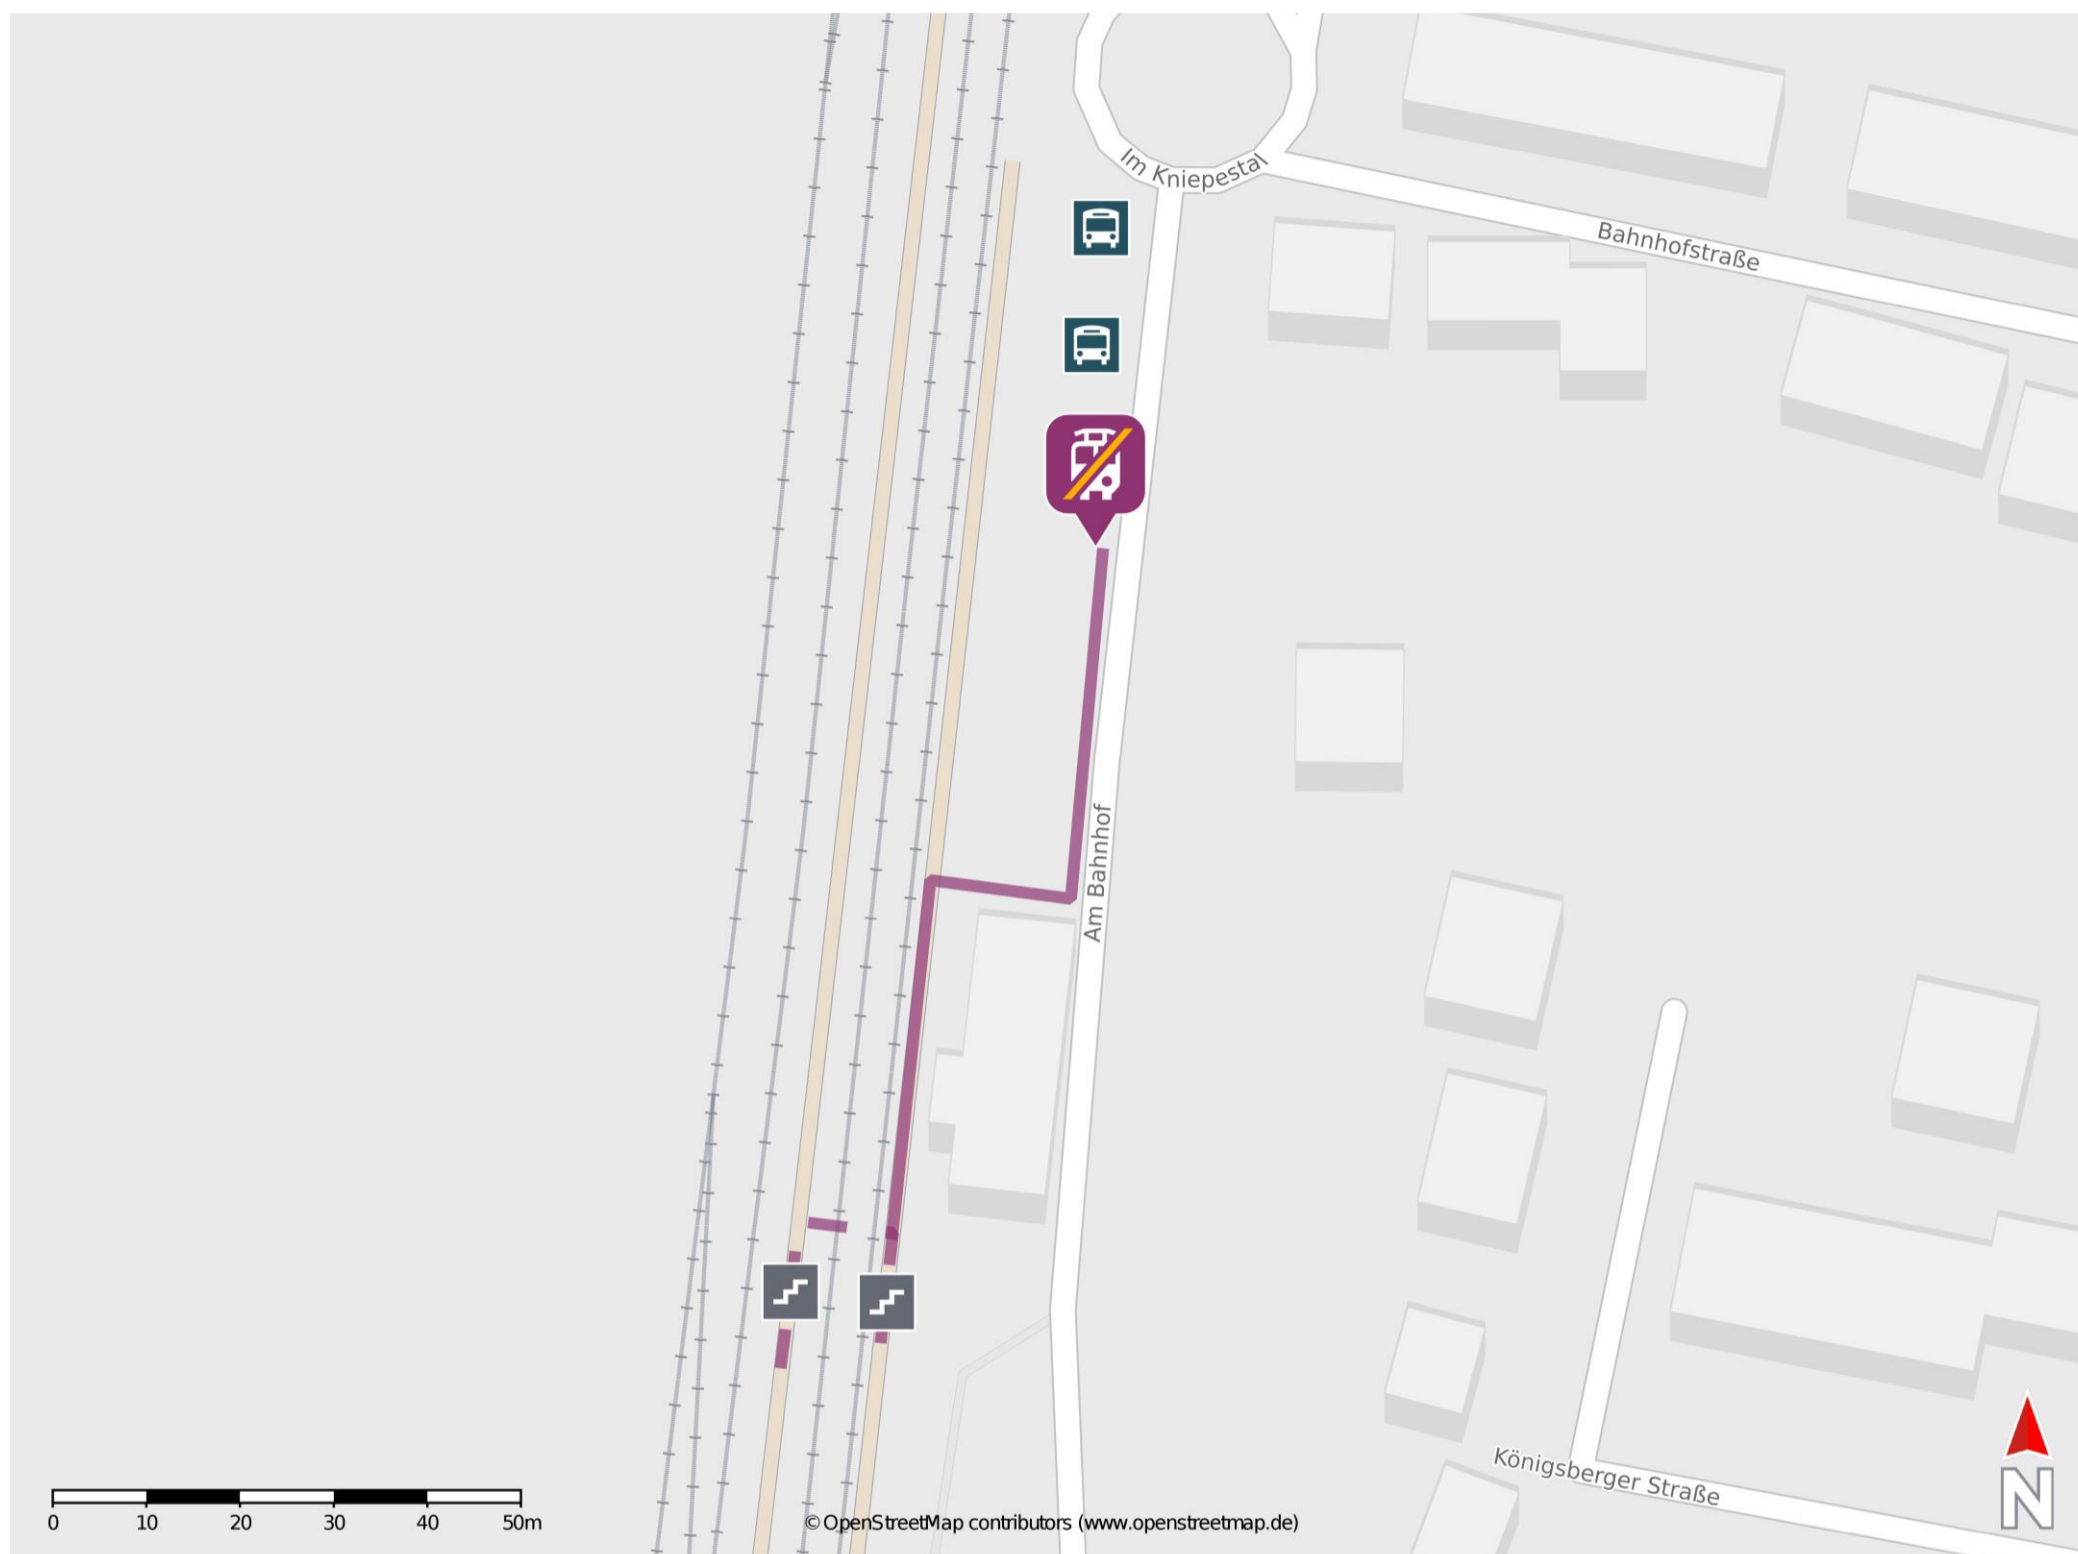 Im Kniepestal
Bahnhofstraße
Am Bahnhof
Königsberger Straße
N
0 10 20 30 40 50m
© OpenStreetMap contributors (www.openstreetmap.de)